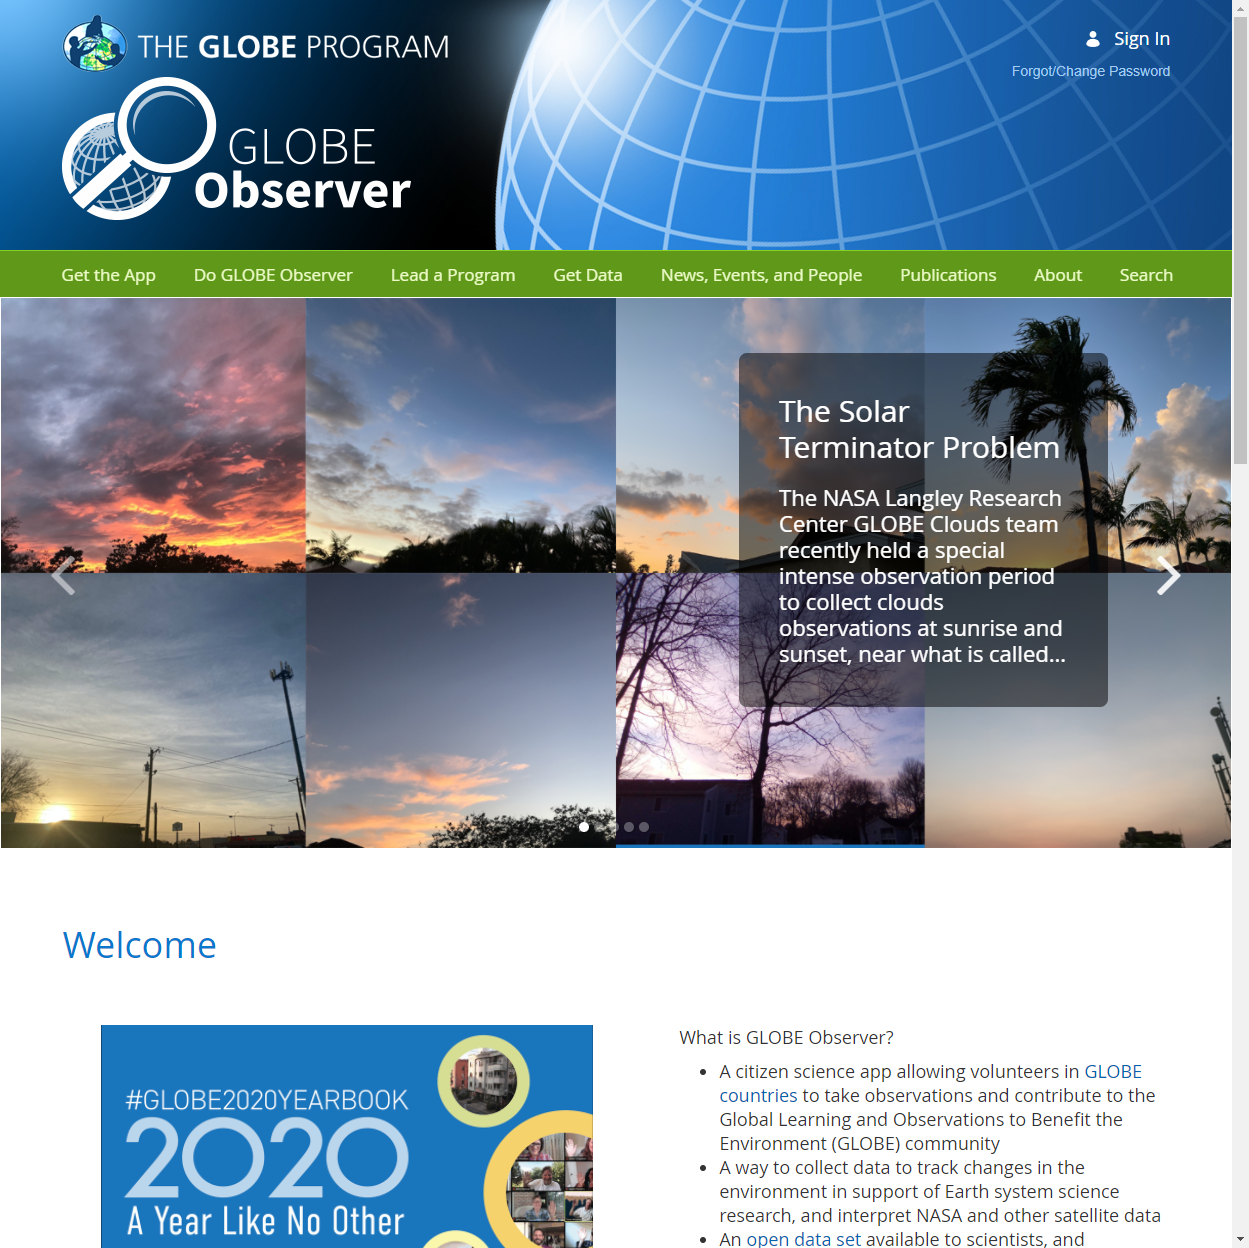 THE GLOBE PROGRAM
Sign In
Forgot/Change Password
GLOBE
Observer
Get the App
Do GLOBE Observer
Lead a Program
Get Data
News, Events, and People
Publications
About
Search
The Solar
Terminator Problem
The NASA Langley Research
Center GLOBE Clouds team
recently held a special
intense observation period
to collect clouds
observations at sunrise and
sunset, near what is called...
Welcome
#GLOBE2020YEARBOOK
2020
A Year Like No Other
What is GLOBE Observer?
A citizen science app allowing volunteers in GLOBE
countries to take observations and contribute to the
Global Learning and Observations to Benefit the
Environment (GLOBE) community
A way to collect data to track changes in the
environment in support of Earth system science
research, and interpret NASA and other satellite data
An open data set available to scientists, and